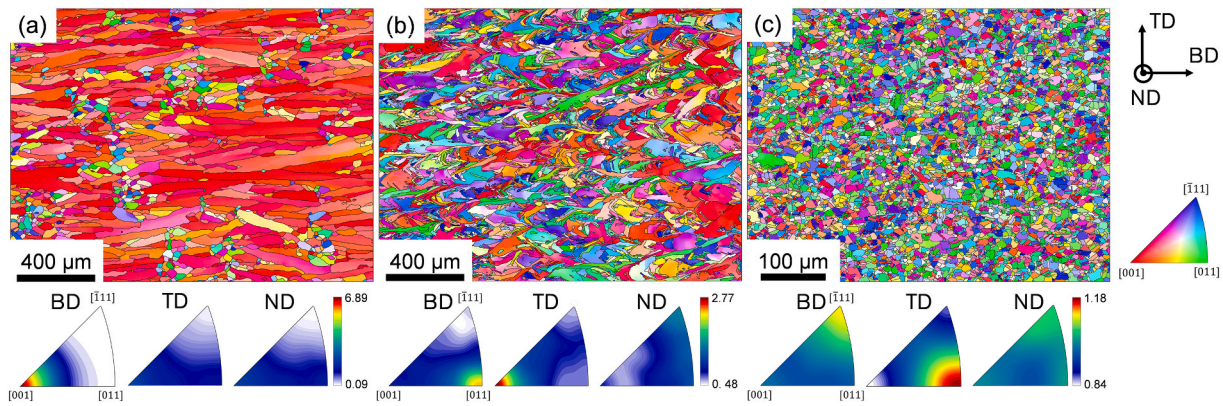 (a)
(b)
(c)
TD
BD
ND
400 µm
400 µm
100 µm
[1̄11]
[001]
[011]
BD
TD
ND
6.89
0.09
[1̄11]
[001]
[011]
BD
[1̄11]
TD
ND
2.77
0.48
[001]
[011]
BD
[1̄11]
TD
ND
1.18
0.84
[001]
[011]